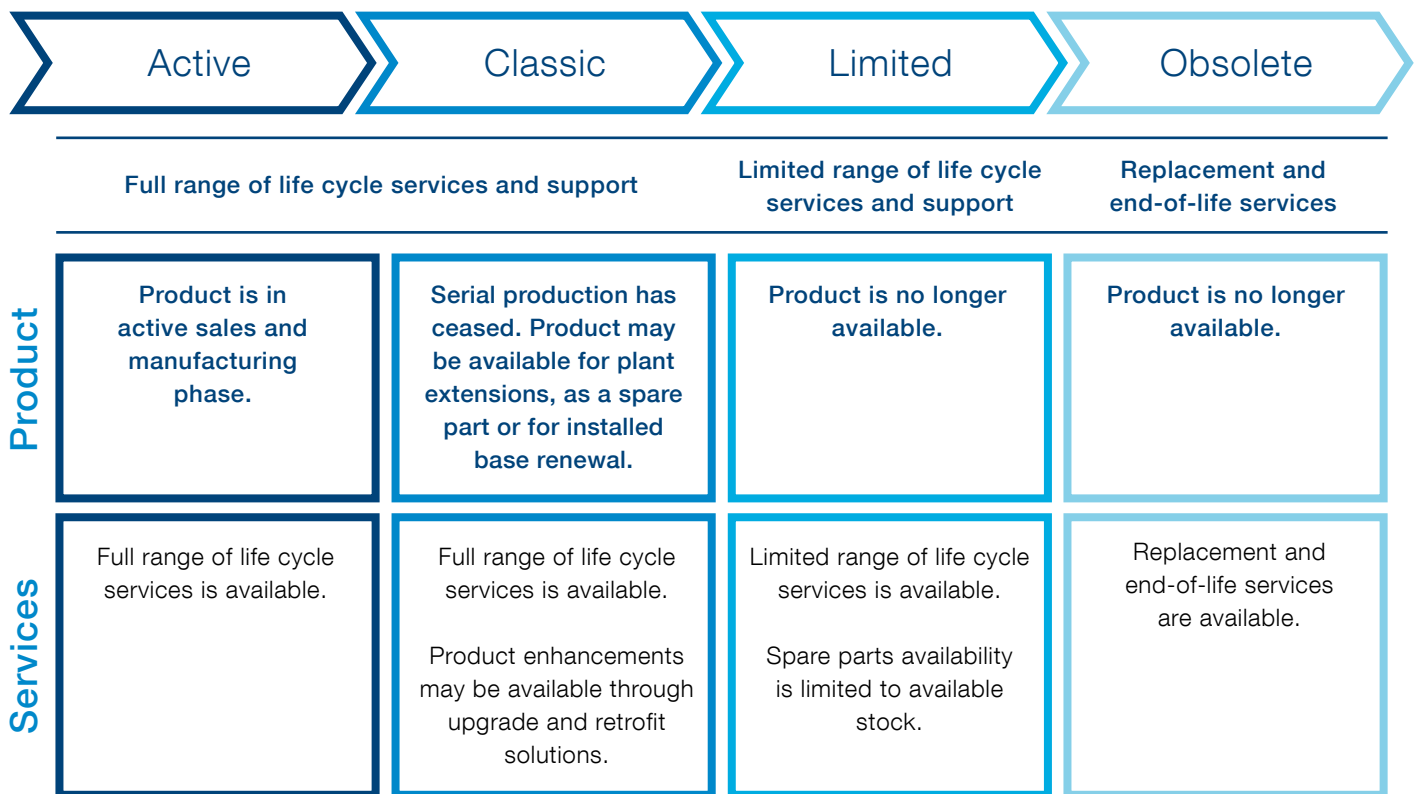 Active
Classic
Limited
Obsolete
Full range of life cycle services and support
Limited range of life cycle
services and support
Replacement and
end-of-life services
Product
Product is in
active sales and
manufacturing
phase.
Serial production has
ceased. Product may
be available for plant
extensions, as a spare
part or for installed
base renewal.
Product is no longer
available.
Product is no longer
available.
Services
Full range of life cycle
services is available.
Full range of life cycle
services is available.
Product enhancements
may be available through
upgrade and retrofit
solutions.
Limited range of life cycle
services is available.
Spare parts availability
is limited to available
stock.
Replacement and
end-of-life services
are available.